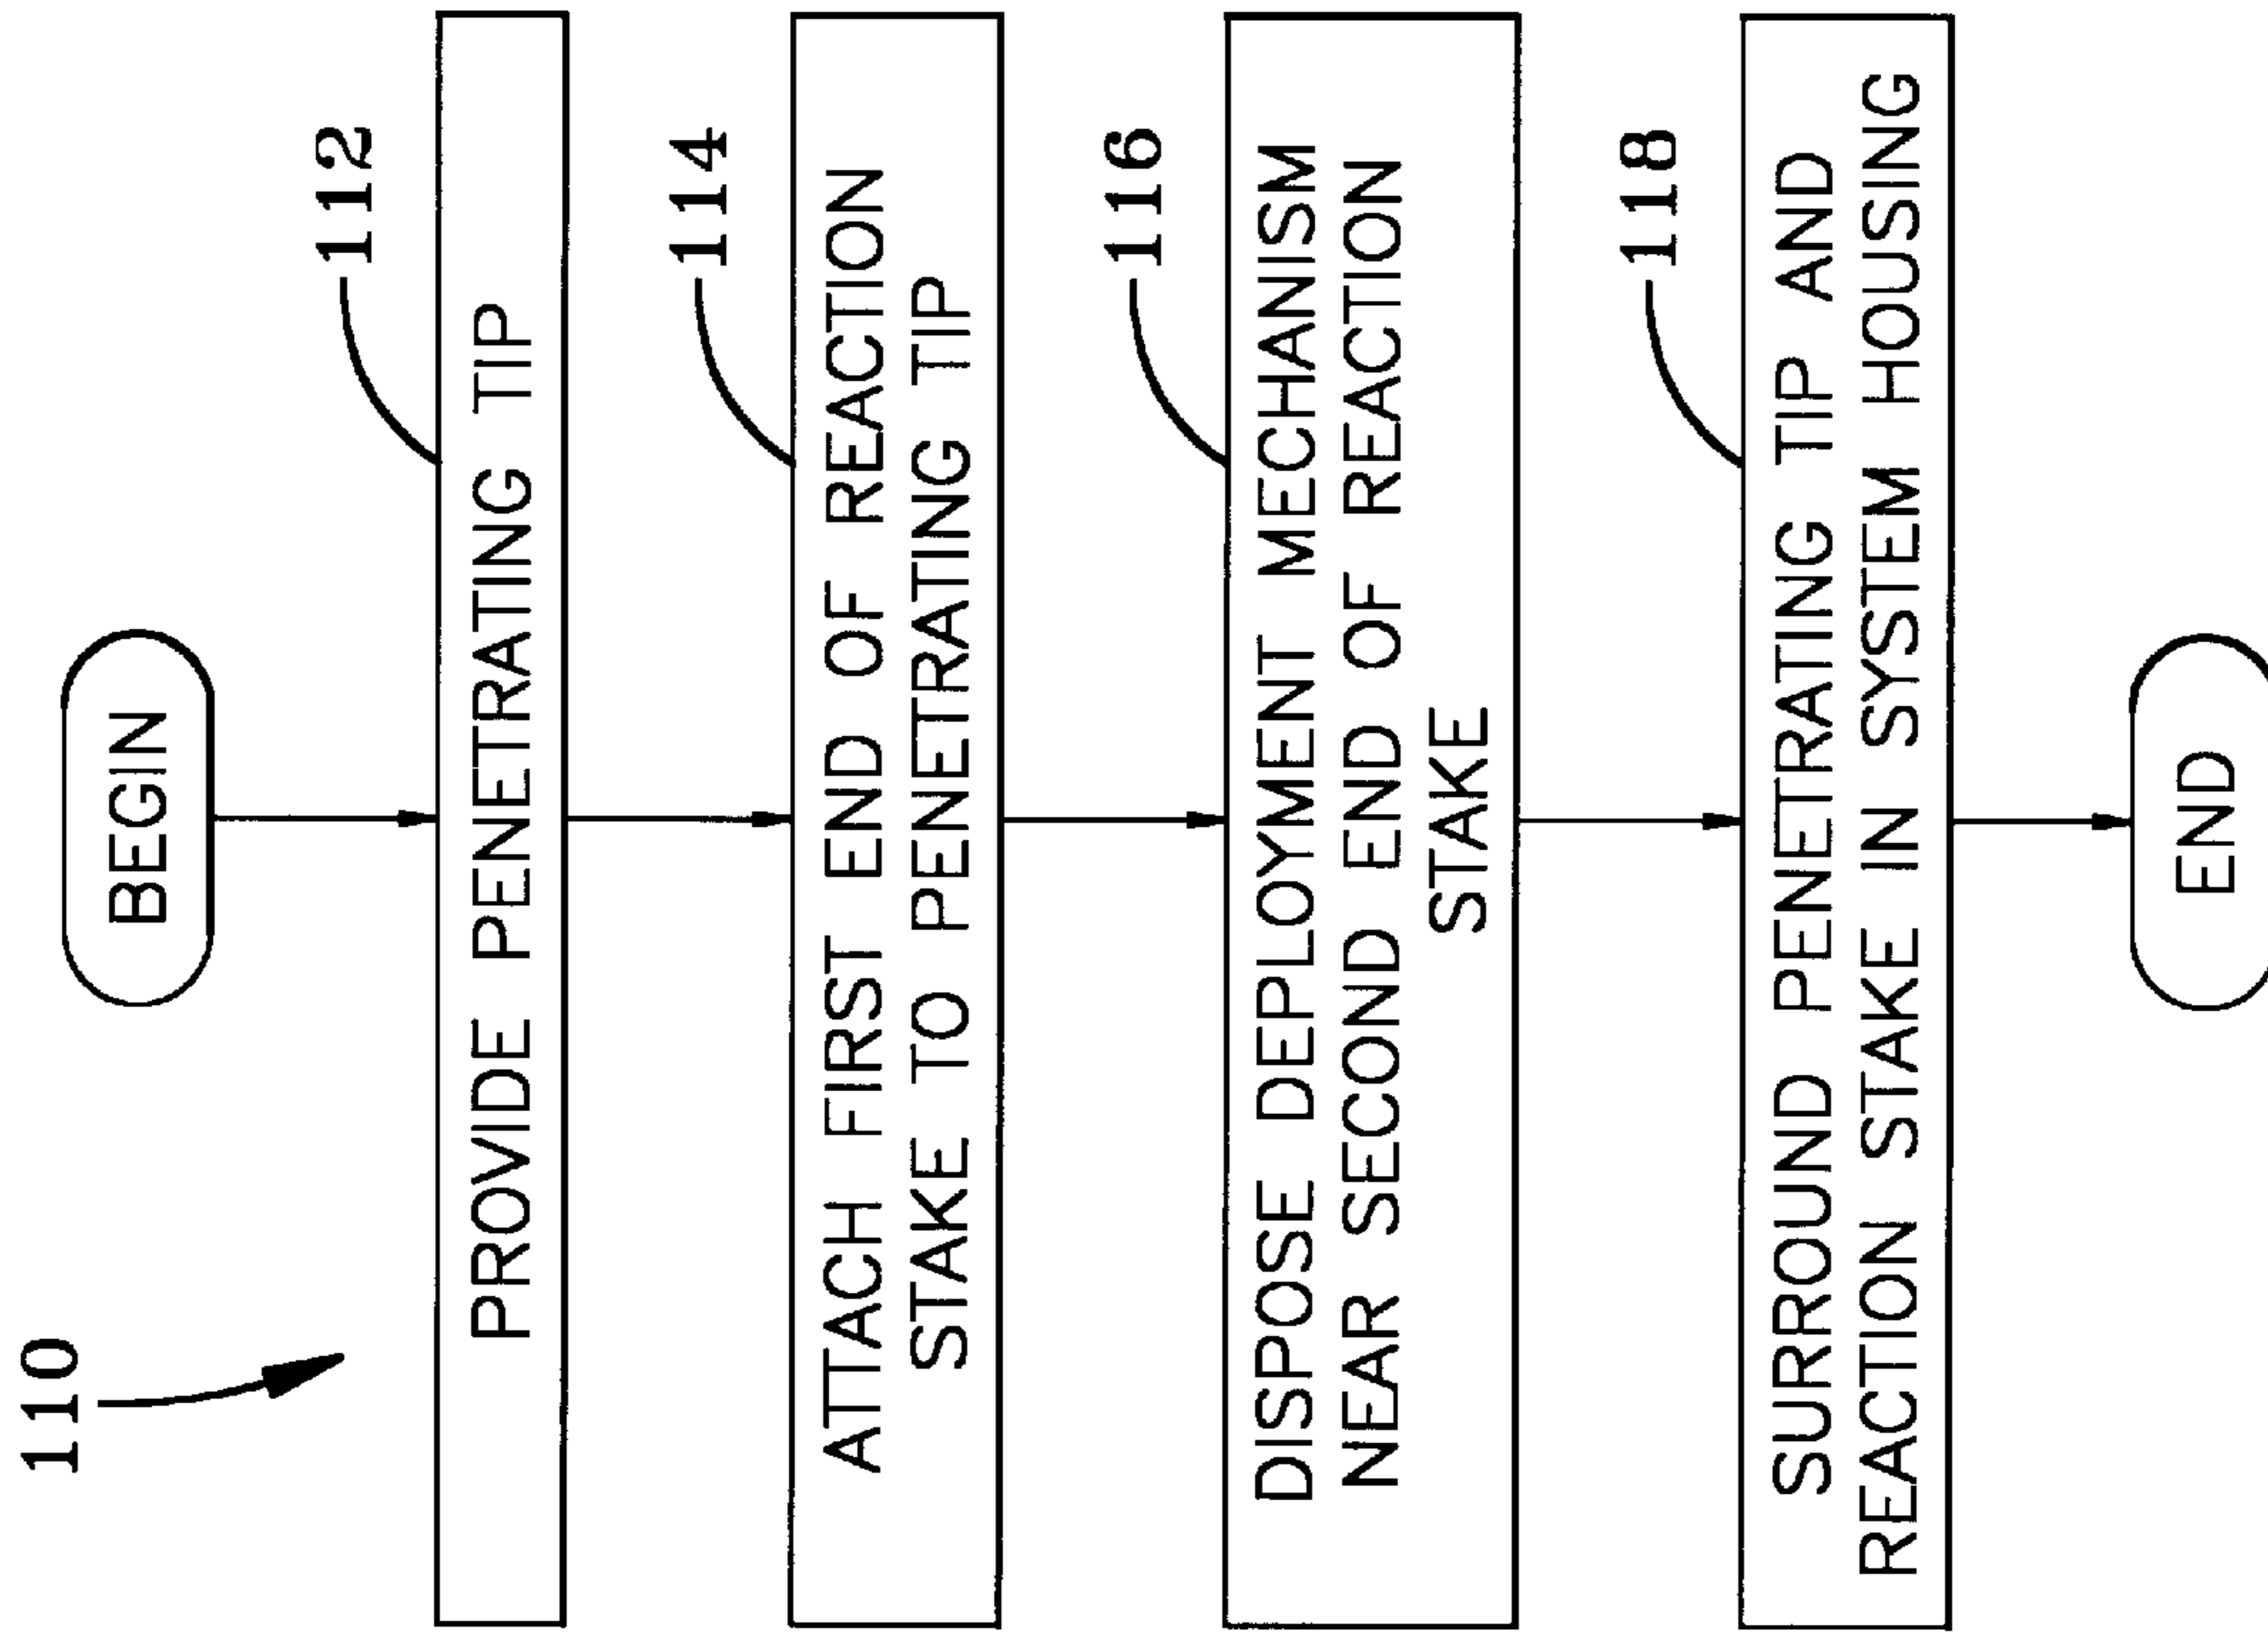 110
BEGIN
112
PROVIDE PENETRATING TIP
114
ATTACH FIRST END OF REACTION
STAKE TO PENETRATING TIP
116
DISPOSE DEPLOYMENT MECHANISM
NEAR SECOND END OF REACTION
STAKE
118
SURROUND PENETRATING TIP AND
REACTION STAKE IN SYSTEM HOUSING
END